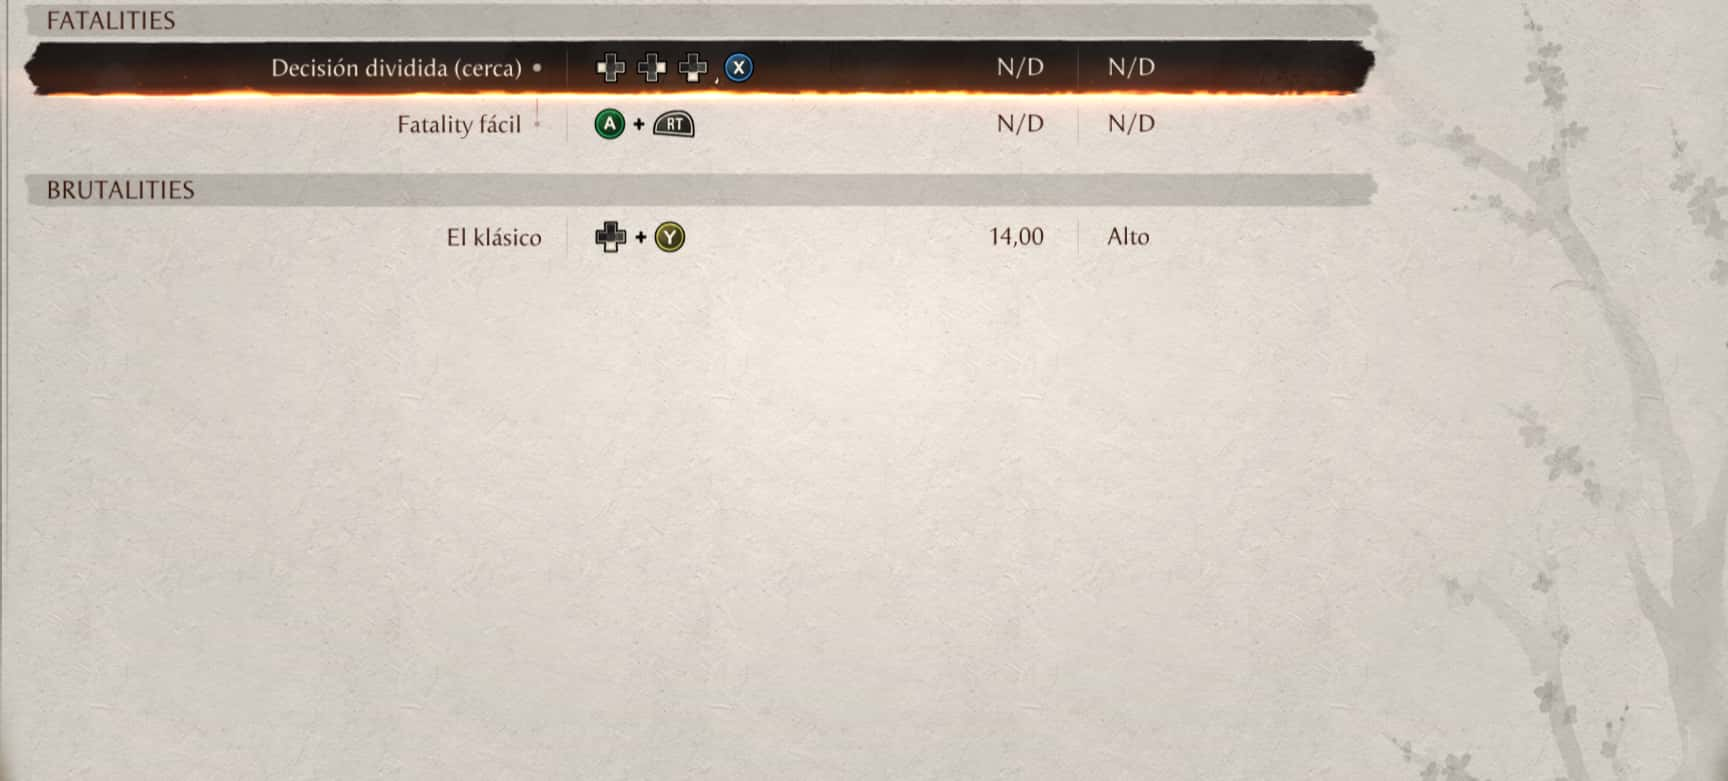 FATALITIES
Decisión dividida (cerca) , X N/D N/D
Fatality fácil A + RT N/D N/D
BRUTALITIES
El klásico + Y 14,00 Alto